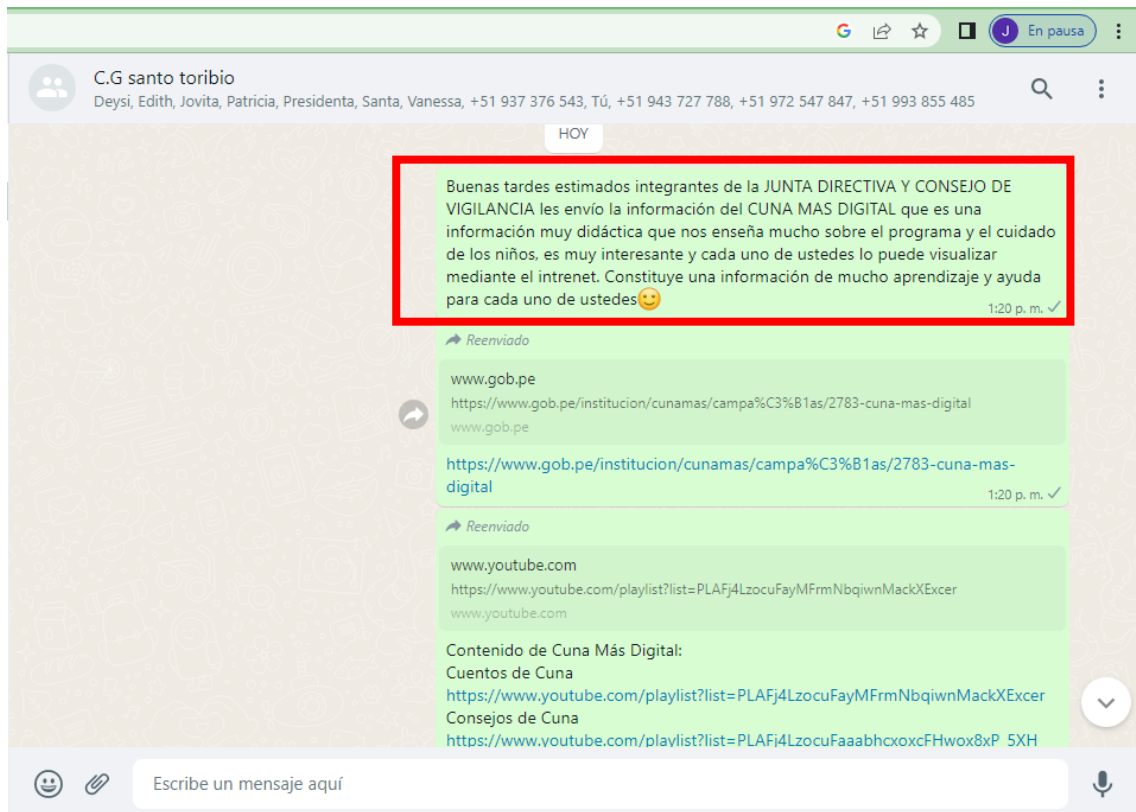 G
J En pausa
C.G santo toribio
Deysi, Edith, Jovita, Patricia, Presidenta, Santa, Vanessa, +51 937 376 543, Tú, +51 943 727 788, +51 972 547 847, +51 993 855 485
HOY
Buenas tardes estimados integrantes de la JUNTA DIRECTIVA Y CONSEJO DE
VIGILANCIA les envío la información del CUNA MAS DIGITAL que es una
información muy didáctica que nos enseña mucho sobre el programa y el cuidado
de los niños, es muy interesante y cada uno de ustedes lo puede visualizar
mediante el intrenet. Constituye una información de mucho aprendizaje y ayuda
para cada uno de ustedes🙂
1:20 p. m.
Reenviado
www.gob.pe
https://www.gob.pe/institucion/cunamas/campa%C3%B1as/2783-cuna-mas-digital
www.gob.pe
https://www.gob.pe/institucion/cunamas/campa%C3%B1as/2783-cuna-mas-
digital
1:20 p. m.
Reenviado
www.youtube.com
https://www.youtube.com/playlist?list=PLAFj4LzocuFayMFrmNbqiwnMackXExcer
www.youtube.com
Contenido de Cuna Más Digital:
Cuentos de Cuna
https://www.youtube.com/playlist?list=PLAFj4LzocuFayMFrmNbqiwnMackXExcer
Consejos de Cuna
https://www.youtube.com/playlist?list=PLAFj4LzocuFaaabhcxoxcFHwox8xP_5XH
Escribe un mensaje aquí